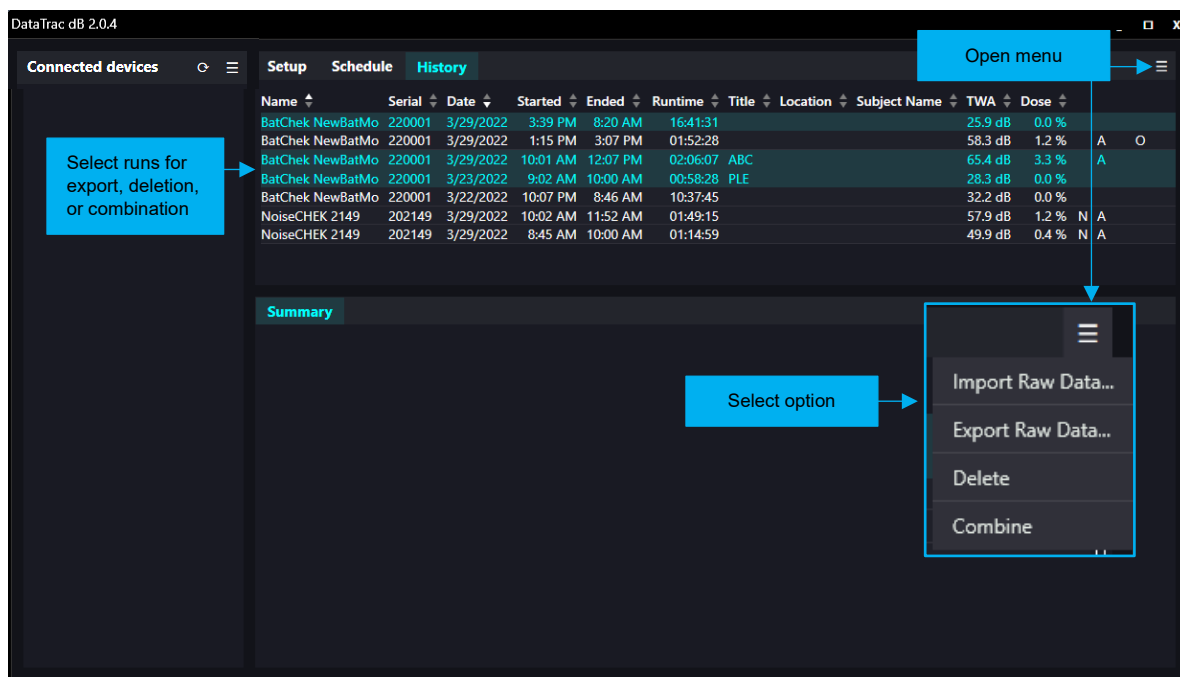 DataTrac dB 2.0.4
Connected devices
Setup Schedule History
Open menu
Name Serial Date Started Ended Runtime Title Location Subject Name TWA Dose
BatChek NewBatMo 220001 3/29/2022 3:39 PM 8:20 AM 16:41:31 25.9 dB 0.0 %
BatChek NewBatMo 220001 3/29/2022 1:15 PM 3:07 PM 01:52:28 58.3 dB 1.2 % A O
BatChek NewBatMo 220001 3/29/2022 10:01 AM 12:07 PM 02:06:07 ABC 65.4 dB 3.3 % A
BatChek NewBatMo 220001 3/23/2022 9:02 AM 10:00 AM 00:58:28 PLE 28.3 dB 0.0 %
BatChek NewBatMo 220001 3/22/2022 10:07 PM 8:46 AM 10:37:45 32.2 dB 0.0 %
NoiseCHEK 2149 202149 3/29/2022 10:02 AM 11:52 AM 01:49:15 57.9 dB 1.2 % N A
NoiseCHEK 2149 202149 3/29/2022 8:45 AM 10:00 AM 01:14:59 49.9 dB 0.4 % N A
Select runs for
export, deletion,
or combination
Summary
Select option
Import Raw Data...
Export Raw Data...
Delete
Combine